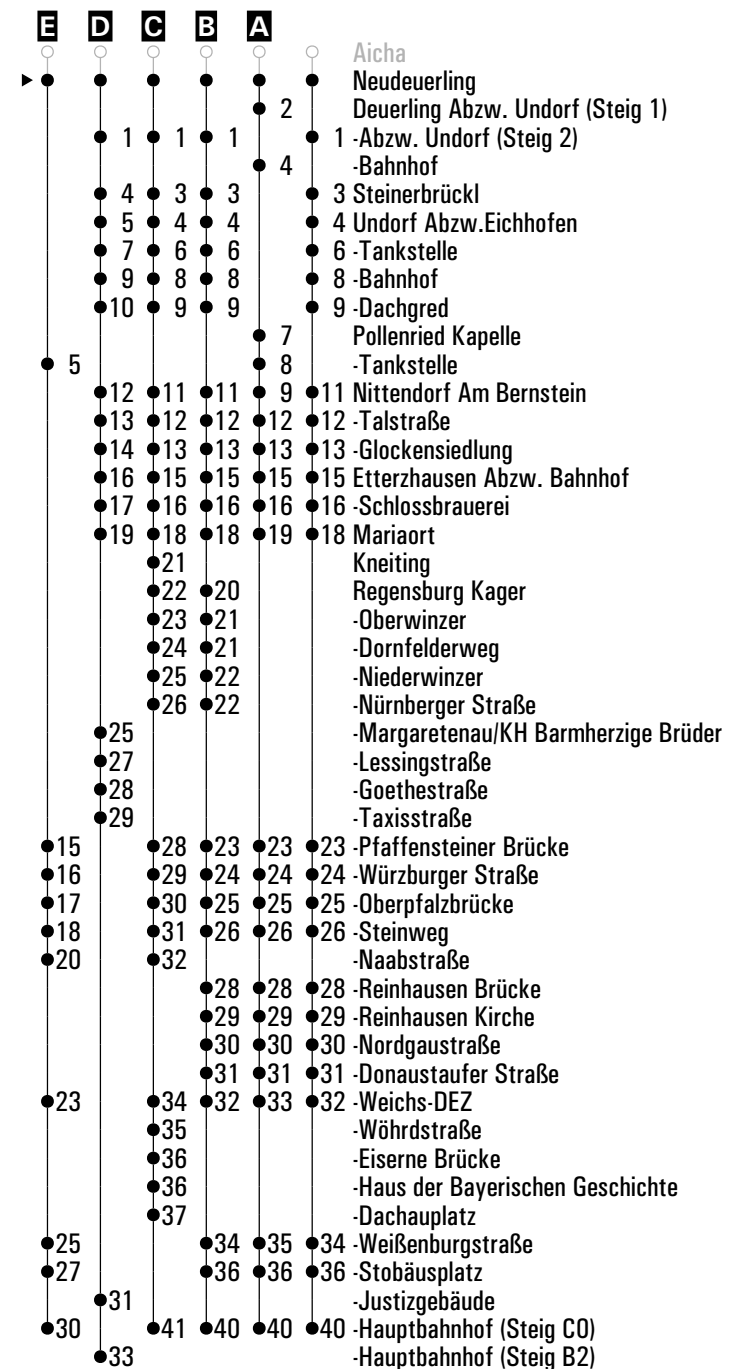 E D C B A
Aicha
Neudeuerling
2 Deuerling Abzw. Undorf (Steig 1)
1 1 1 1 -Abzw. Undorf (Steig 2)
4 -Bahnhof
4 3 3 3 Steinerbrückl
5 4 4 4 Undorf Abzw.Eichhofen
7 6 6 6 -Tankstelle
9 8 8 8 -Bahnhof
10 9 9 9 -Dachgred
7 Pollenried Kapelle
5 8 -Tankstelle
12 11 11 9 11 Nittendorf Am Bernstein
13 12 12 12 12 -Talstraße
14 13 13 13 13 -Glockensiedlung
16 15 15 15 15 Etterzhausen Abzw. Bahnhof
17 16 16 16 16 -Schlossbrauerei
19 18 18 19 18 Mariaort
21 Kneiting
22 20 Regensburg Kager
23 21 -Oberwinzer
24 21 -Dornfelderweg
25 22 -Niederwinzer
26 22 -Nürnberger Straße
25 -Margaretenau/KH Barmherzige Brüder
27 -Lessingstraße
28 -Goethestraße
29 -Taxisstraße
15 28 23 23 23 -Pfaffensteiner Brücke
16 29 24 24 24 -Würzburger Straße
17 30 25 25 25 -Oberpfalzbrücke
18 31 26 26 26 -Steinweg
20 32 -Naabstraße
28 28 28 -Reinhausen Brücke
29 29 29 -Reinhausen Kirche
30 30 30 -Nordgaustraße
31 31 31 -Donaustaufer Straße
23 34 32 33 32 -Weichs-DEZ
35 -Wöhrdstraße
36 -Eiserne Brücke
36 -Haus der Bayerischen Geschichte
37 -Dachauplatz
25 34 35 34 -Weißenburgstraße
27 36 36 36 -Stobäusplatz
31 -Justizgebäude
30 41 40 40 40 -Hauptbahnhof (Steig C0)
33 -Hauptbahnhof (Steig B2)